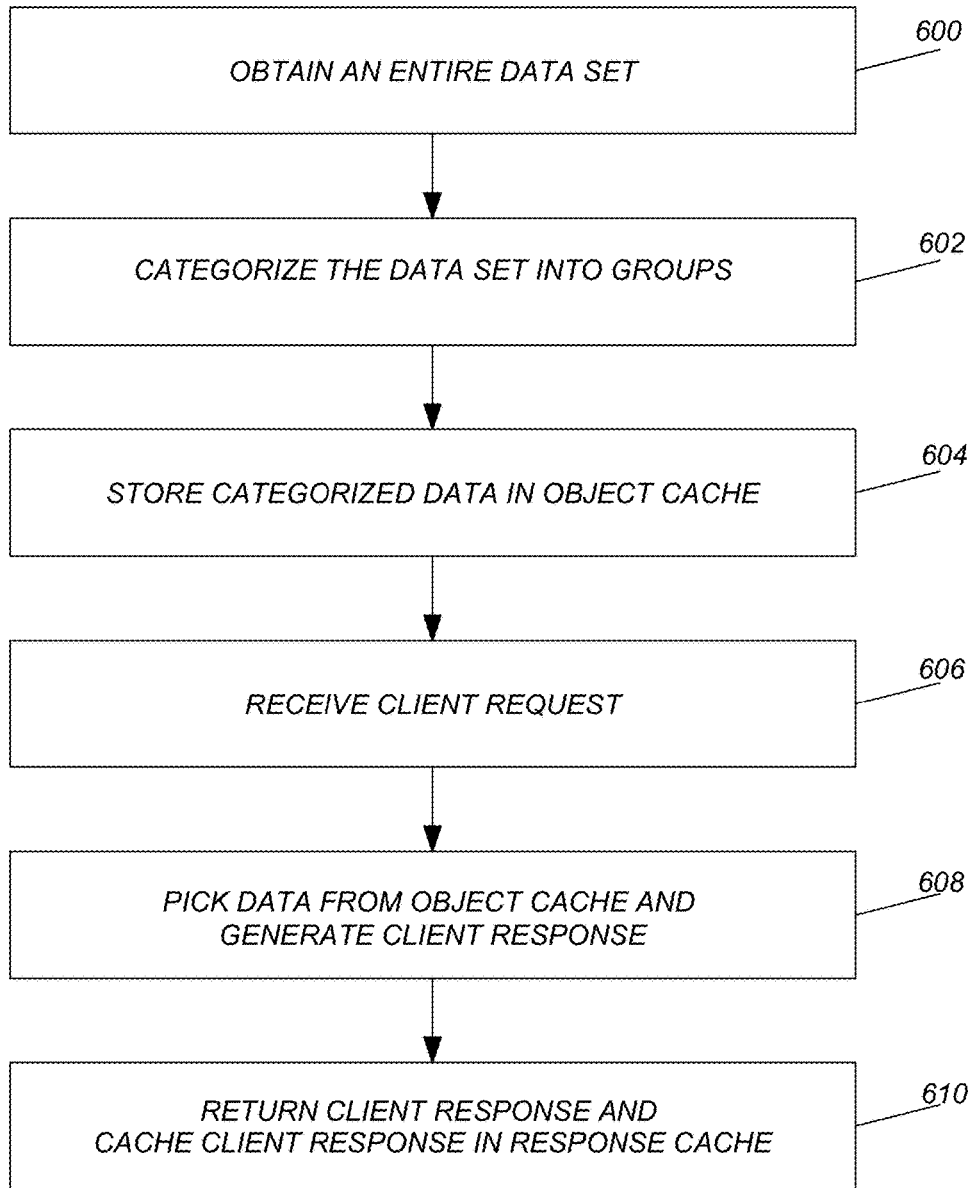 600
OBTAIN AN ENTIRE DATA SET
602
CATEGORIZE THE DATA SET INTO GROUPS
604
STORE CATEGORIZED DATA IN OBJECT CACHE
606
RECEIVE CLIENT REQUEST
608
PICK DATA FROM OBJECT CACHE AND
GENERATE CLIENT RESPONSE
610
RETURN CLIENT RESPONSE AND
CACHE CLIENT RESPONSE IN RESPONSE CACHE